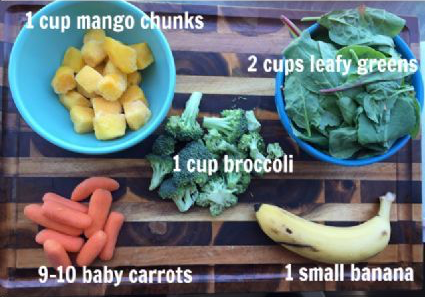 1 cup mango chunks
2 cups leafy greens
1 cup broccoli
9-10 baby carrots
1 small banana